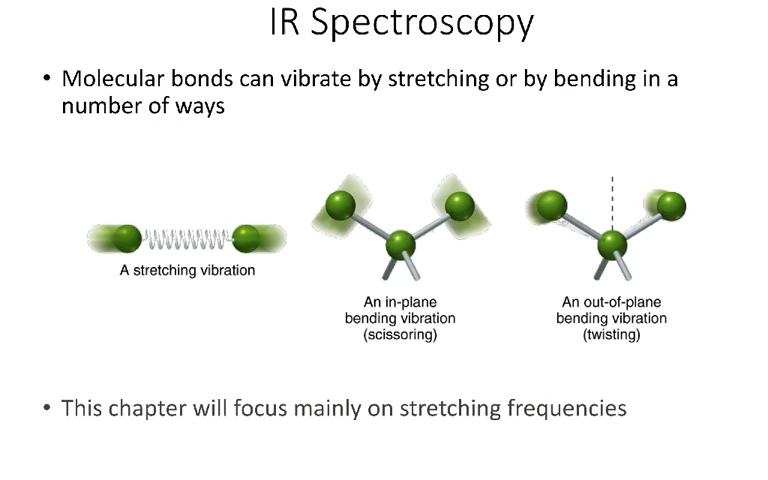 IR Spectroscopy
• Molecular bonds can vibrate by stretching or by bending in a
number of ways
A stretching vibration
An in-plane
bending vibration
(scissoring)
An out-of-plane
bending vibration
(twisting)
• This chapter will focus mainly on stretching frequencies